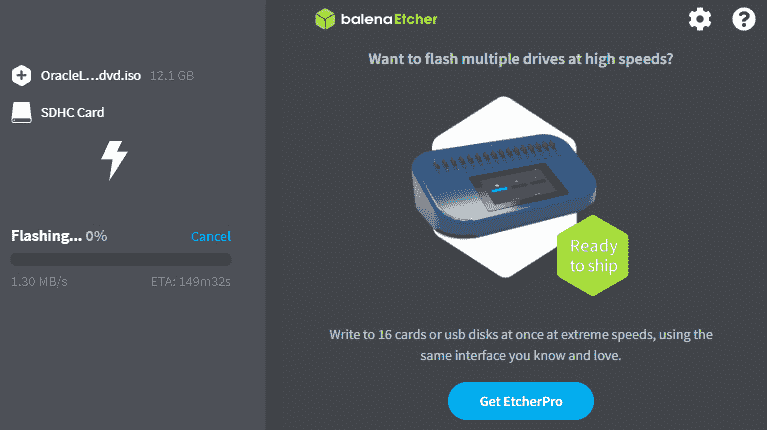 balenaEtcher
Want to flash multiple drives at high speeds?
OracleL...dvd.iso 12.1 GB
SDHC Card
Flashing... 0% Cancel
1.30 MB/s ETA: 149m32s
Ready
to ship
Write to 16 cards or usb disks at once at extreme speeds, using the
same interface you know and love.
Get EtcherPro